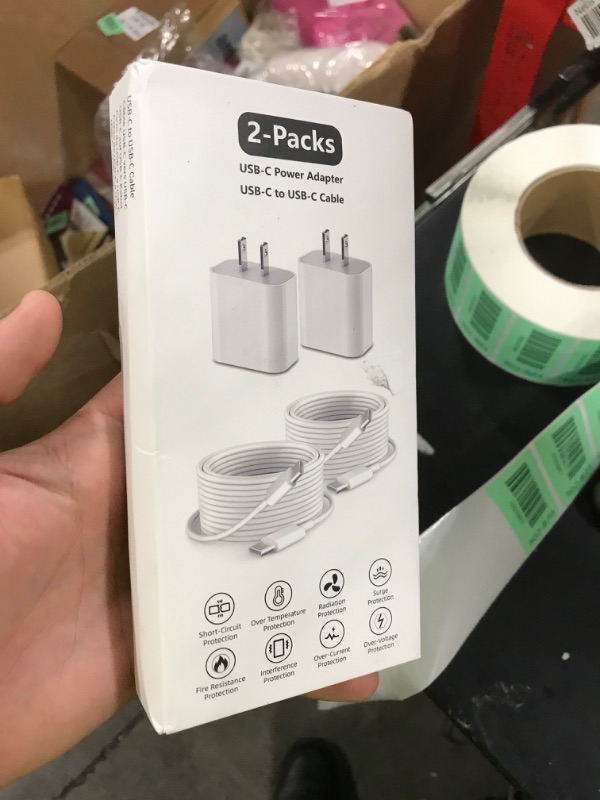 2-Packs
USB-C Power Adapter
USB-C to USB-C Cable
Short-Circuit
Protection
Over Temperature
Protection
Radiation
Protection
Surge
Protection
Fire Resistance
Protection
Interference
Protection
Over-Current
Protection
Over-Voltage
Protection
USB-C to USB-C Cable